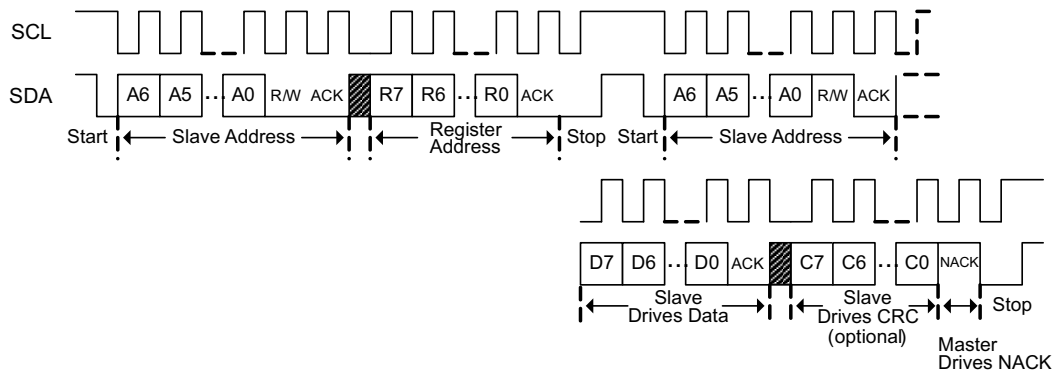 SCL
SDA A6 A5 ... A0 R/W ACK R7 R6 ... R0 ACK A6 A5 ... A0 R/W ACK
Start Slave Address Register Address Stop Start Slave Address
D7 D6 ... D0 ACK C7 C6 ... C0 NACK
Slave Drives Data
Slave Drives CRC (optional)
Stop
Master Drives NACK